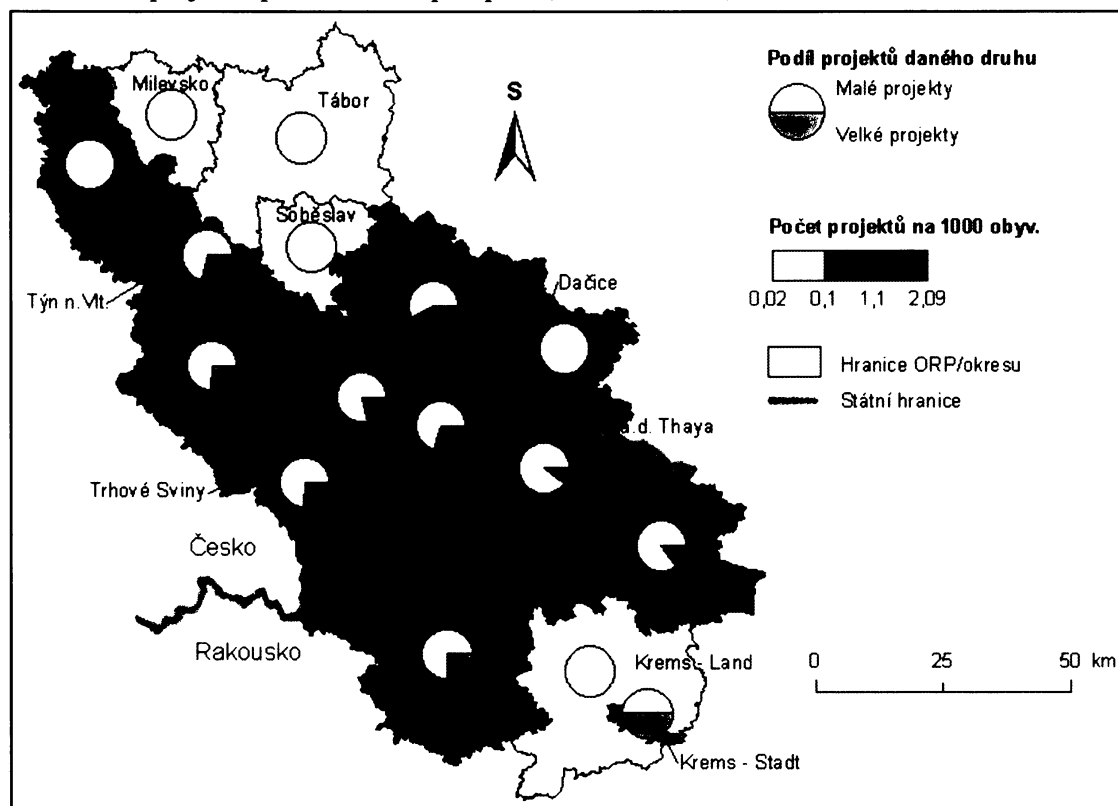 Milevsko
Tábor
Soběslav
Týn n.Vlt.
Dačice
a.d. Thaya
Trhové Sviny
Česko
Rakousko
Krems - Land
Krems - Stadt
S
Podíl projektů daného druhu
Malé projekty
Velké projekty
Počet projektů na 1000 obyv.
0,02 0,1 1,1 2,09
Hranice ORP/okresu
Státní hranice
0 25 50 km